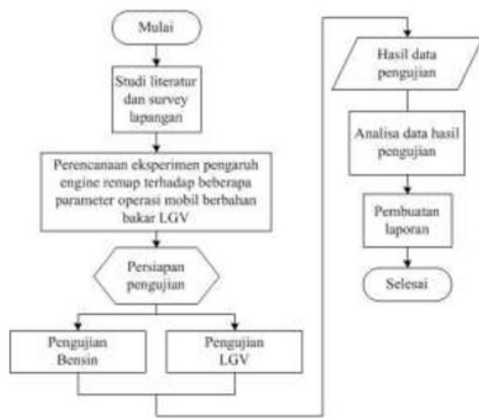 Mulai
Studi literatur
dan survey
lapangan
Perencanaan eksperimen pengaruh
engine remap terhadap beberapa
parameter operasi mobil berbahan
bakar LGV
Persiapan
pengujian
Pengujian
Bensin
Pengujian
LGV
Hasil data
pengujian
Analisa data hasil
pengujian
Pembuatan
laporan
Selesai